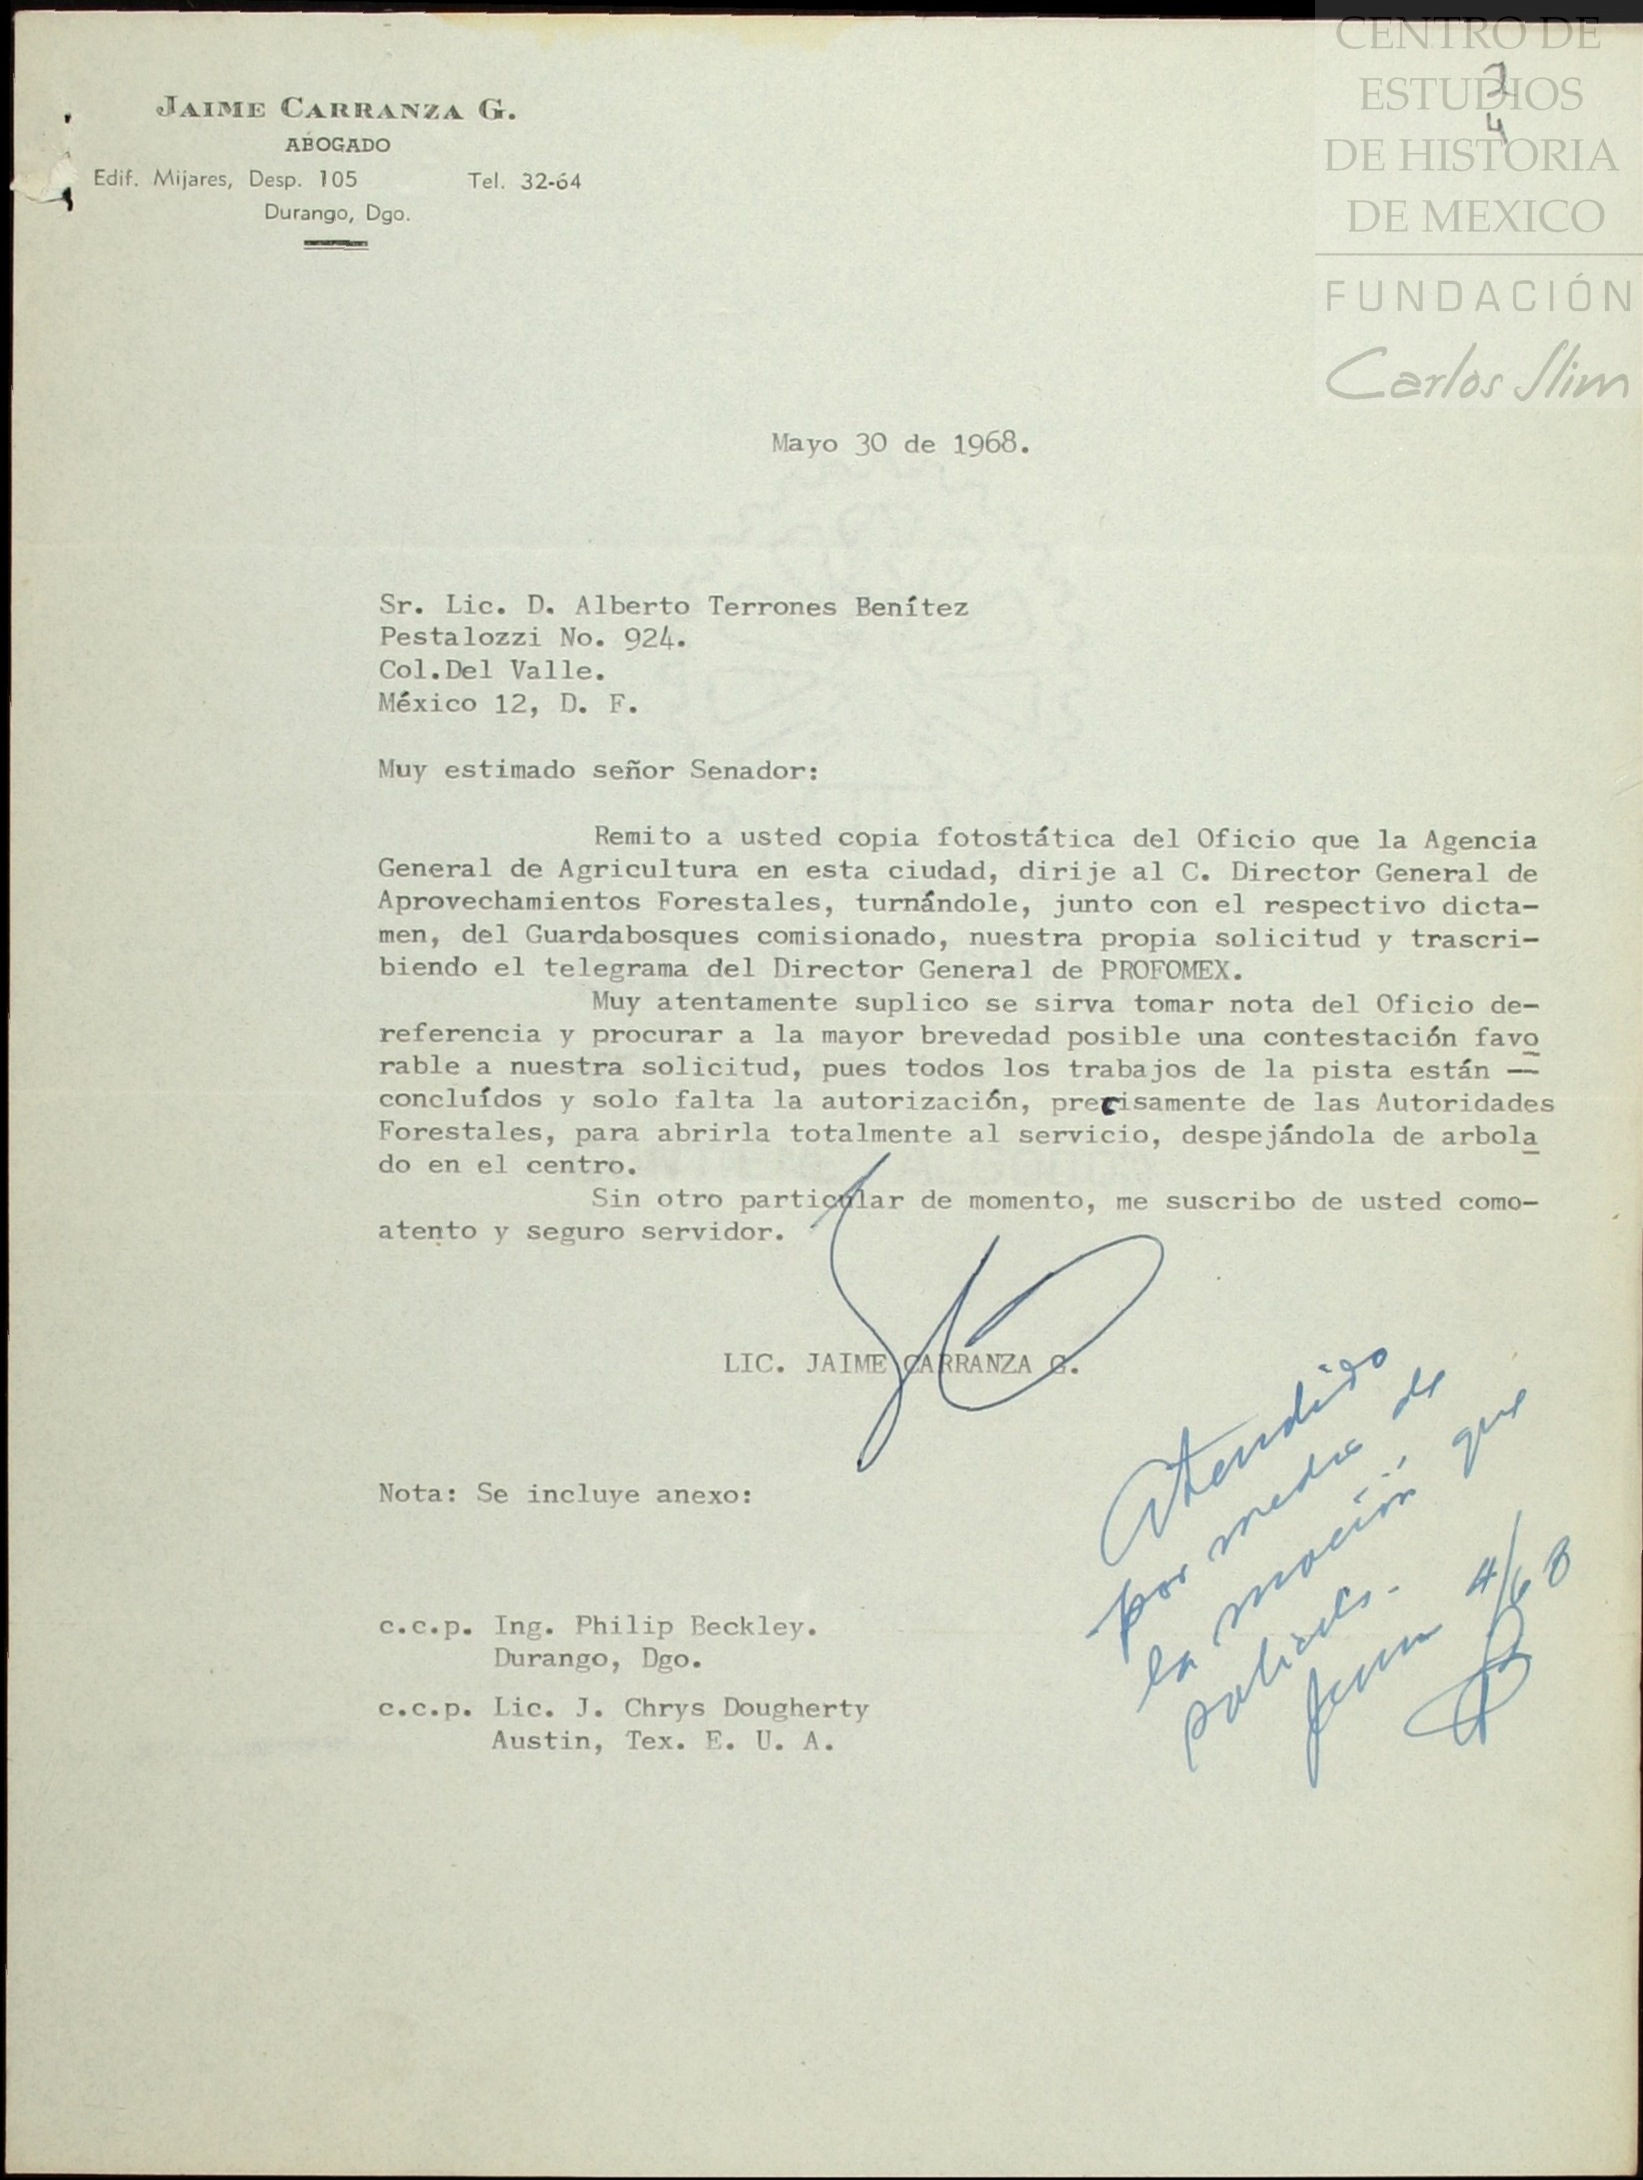 JAIME CARRANZA G.
ABOGADO
Edif. Mijares, Desp. 105 Tel. 32-64
Durango, Dgo.
CENTRO DE
ESTUDIOS
DE HISTORIA
DE MEXICO
FUNDACIÓN
Carlos Slim
2
4
Mayo 30 de 1968.
Sr. Lic. D. Alberto Terrones Benítez
Pestalozzi No. 924.
Col.Del Valle.
México 12, D. F.
Muy estimado señor Senador:
Remito a usted copia fotostática del Oficio que la Agencia
General de Agricultura en esta ciudad, dirije al C. Director General de
Aprovechamientos Forestales, turnándole, junto con el respectivo dicta-
men, del Guardabosques comisionado, nuestra propia solicitud y trascri-
biendo el telegrama del Director General de PROFOMEX.
Muy atentamente suplico se sirva tomar nota del Oficio de-
referencia y procurar a la mayor brevedad posible una contestación favo
rable a nuestra solicitud, pues todos los trabajos de la pista están --
concluídos y solo falta la autorización, precisamente de las Autoridades
Forestales, para abrirla totalmente al servicio, despejándola de arbola
do en el centro.
Sin otro particular de momento, me suscribo de usted como-
atento y seguro servidor.
LIC. JAIME CARRANZA G.
Nota: Se incluye anexo:
c.c.p. Ing. Philip Beckley.
Durango, Dgo.
c.c.p. Lic. J. Chrys Dougherty
Austin, Tex. E. U. A.
Atendido
por medio de
la moción que
4/68